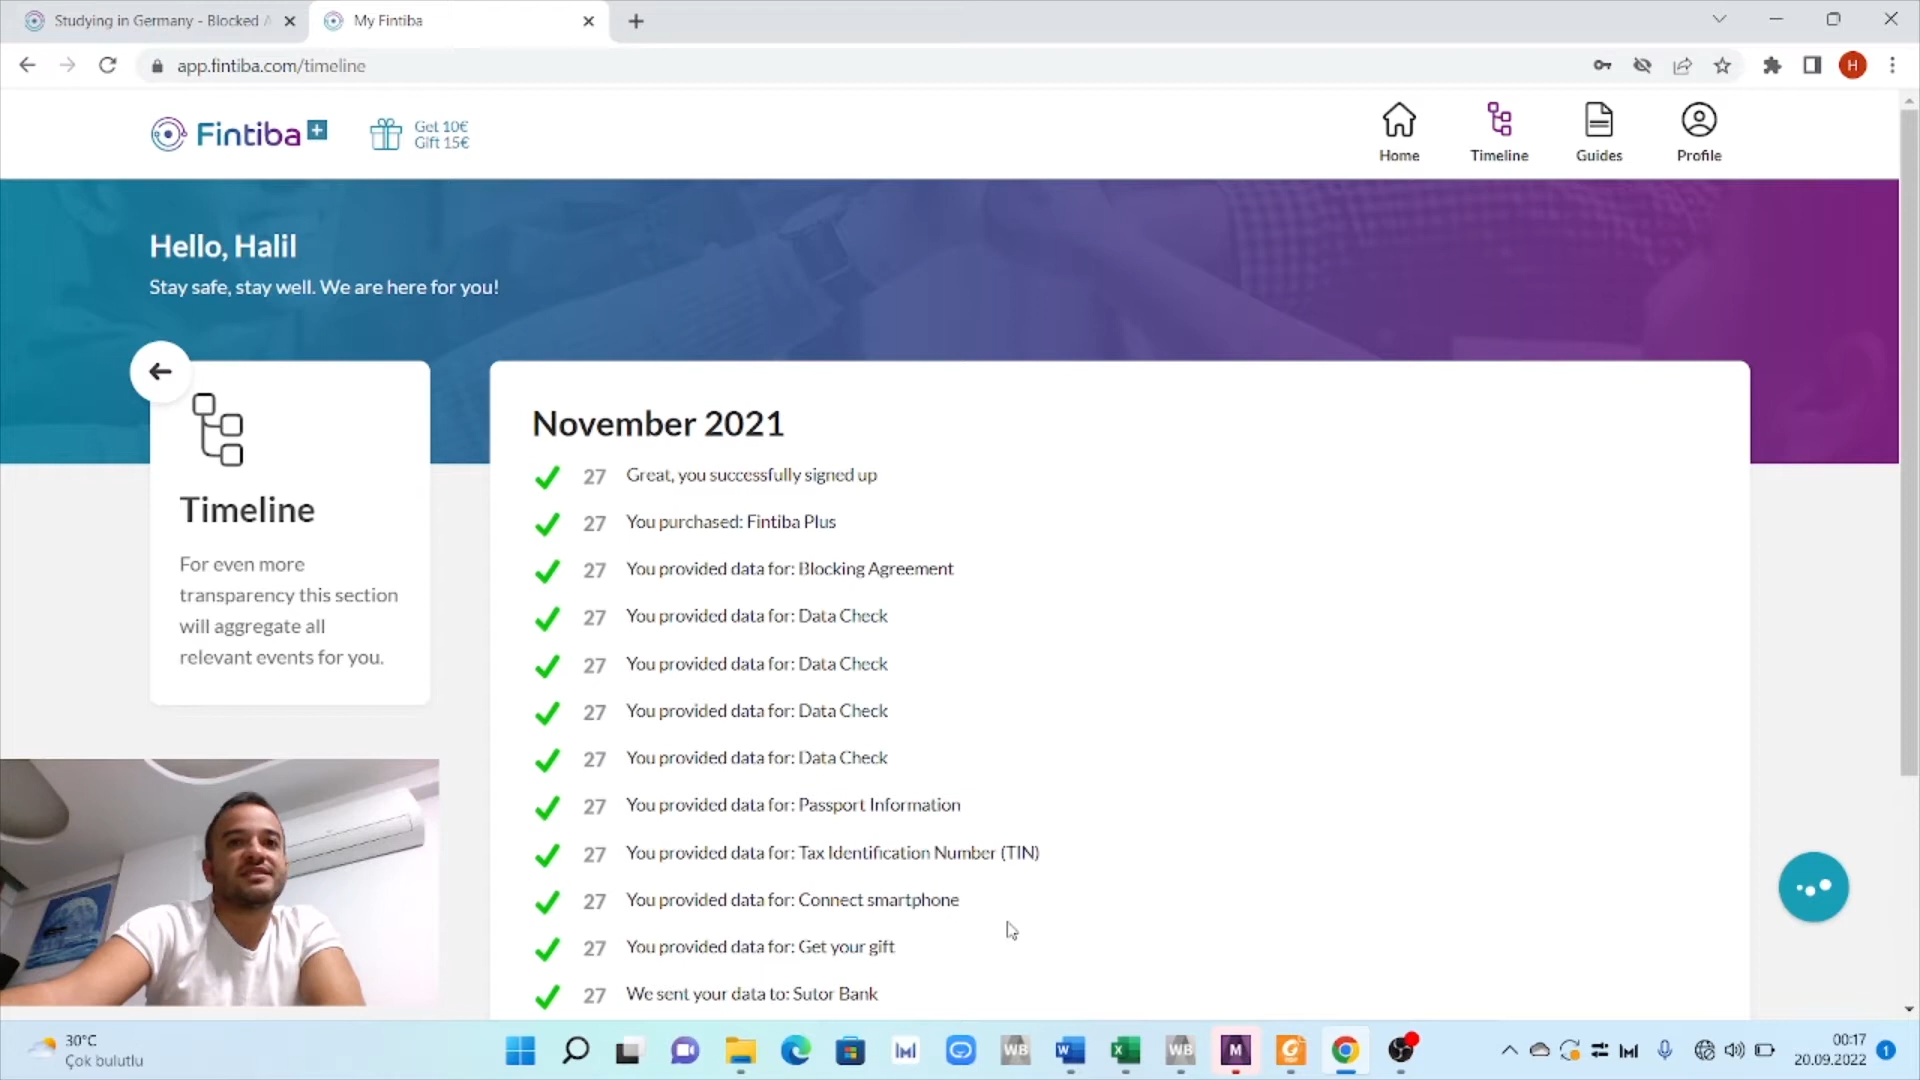 Studying in Germany - Blocked A
My Fintiba
app.fintiba.com/timeline
H
Fintiba +
Get 10€
Gift 15€
Home
Timeline
Guides
Profile
Hello, Halil
Stay safe, stay well. We are here for you!
Timeline
For even more
transparency this section
will aggregate all
relevant events for you.
November 2021
27 Great, you successfully signed up
27 You purchased: Fintiba Plus
27 You provided data for: Blocking Agreement
27 You provided data for: Data Check
27 You provided data for: Data Check
27 You provided data for: Data Check
27 You provided data for: Data Check
27 You provided data for: Passport Information
27 You provided data for: Tax Identification Number (TIN)
27 You provided data for: Connect smartphone
27 You provided data for: Get your gift
27 We sent your data to: Sutor Bank
30°C
Çok bulutlu
WB
W
X
WB
M
00:17
20.09.2022
1